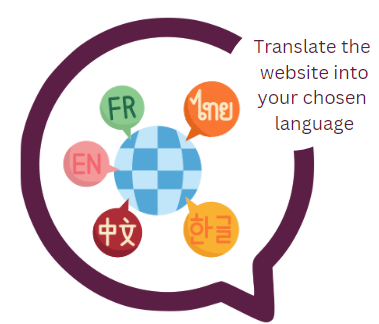 Translate the
website into
your chosen
language
FR
ไทย
EN
中文
한글